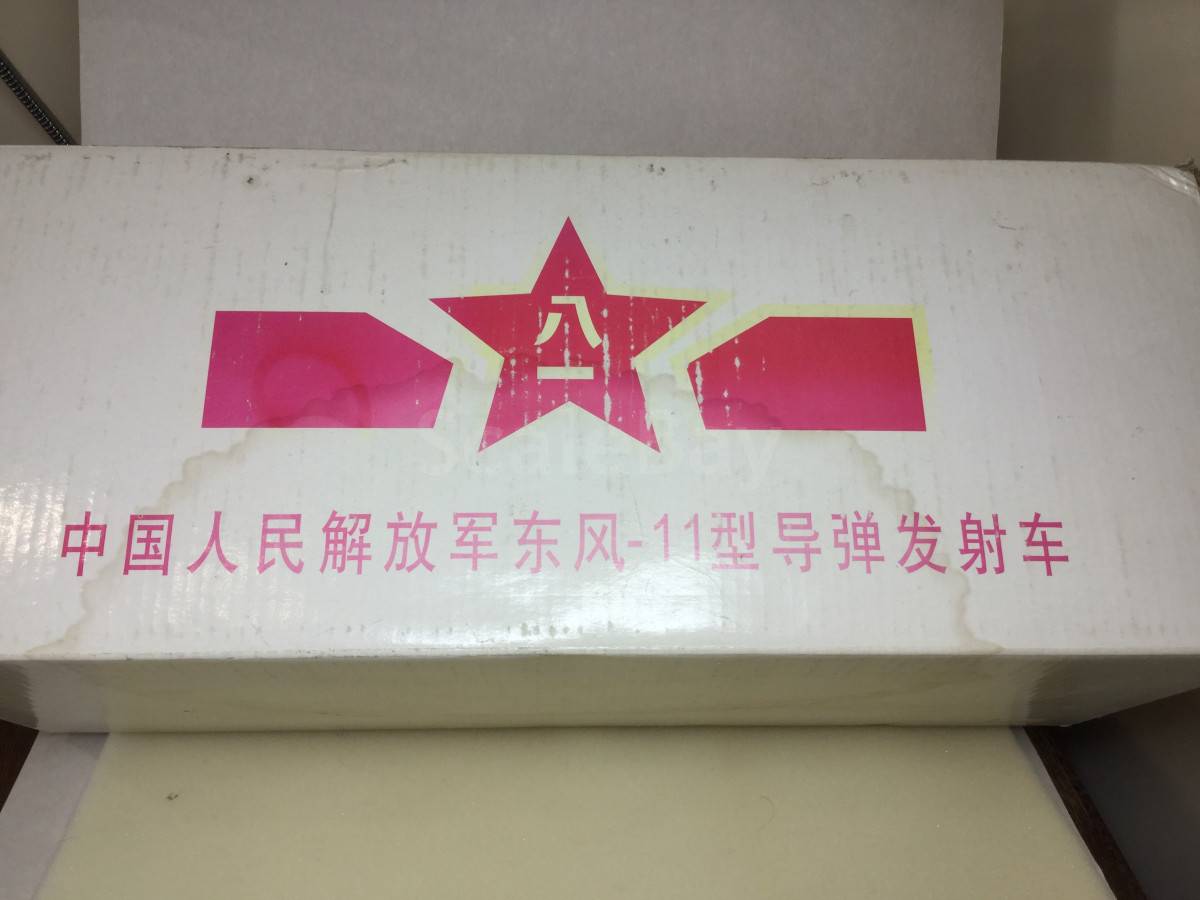 八
一
ScaleBay
中国人民解放军东风-11型导弹发射车